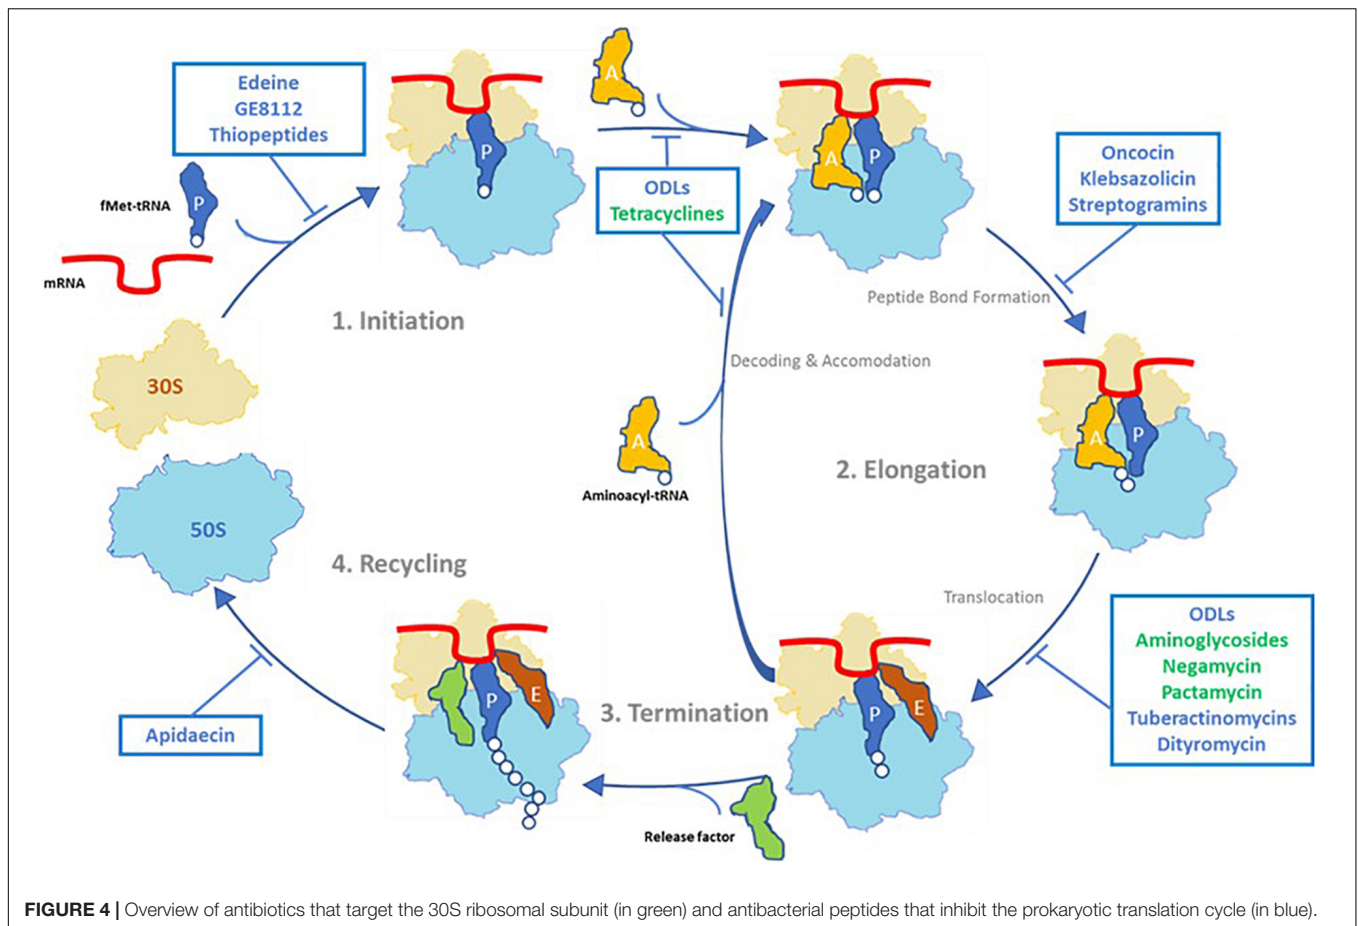 Edeine
GE8112
Thiopeptides
A
P
fMet-tRNA
P
mRNA
1. Initiation
30S
50S
ODLs
Tetracyclines
A
P
Oncocin
Klebsazolicin
Streptogramins
Peptide Bond Formation
Decoding & Accomodation
A
Aminoacyl-tRNA
2. Elongation
A
P
Translocation
ODLs
Aminoglycosides
Negamycin
Pactamycin
Tuberactinomycins
Dityromycin
P
E
3. Termination
Release factor
4. Recycling
P
E
Apidaecin
FIGURE 4 | Overview of antibiotics that target the 30S ribosomal subunit (in green) and antibacterial peptides that inhibit the prokaryotic translation cycle (in blue).